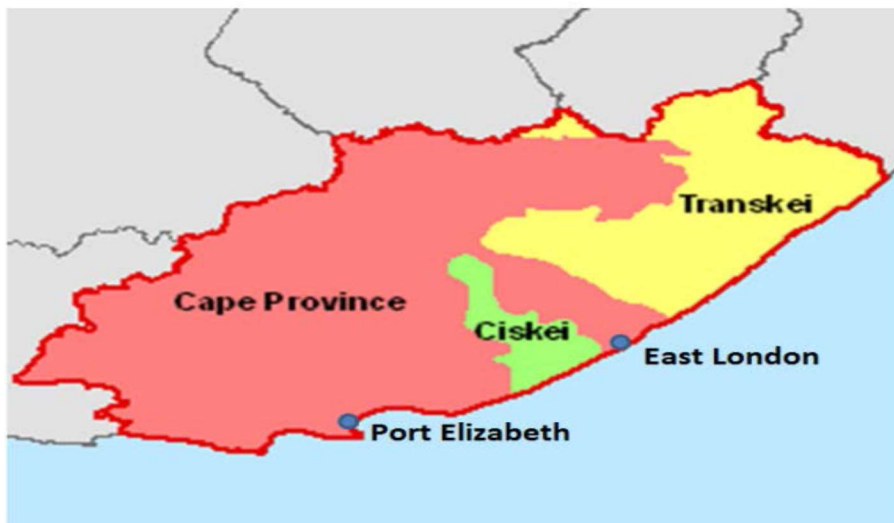 Transkei
Cape Province
Ciskei
East London
Port Elizabeth